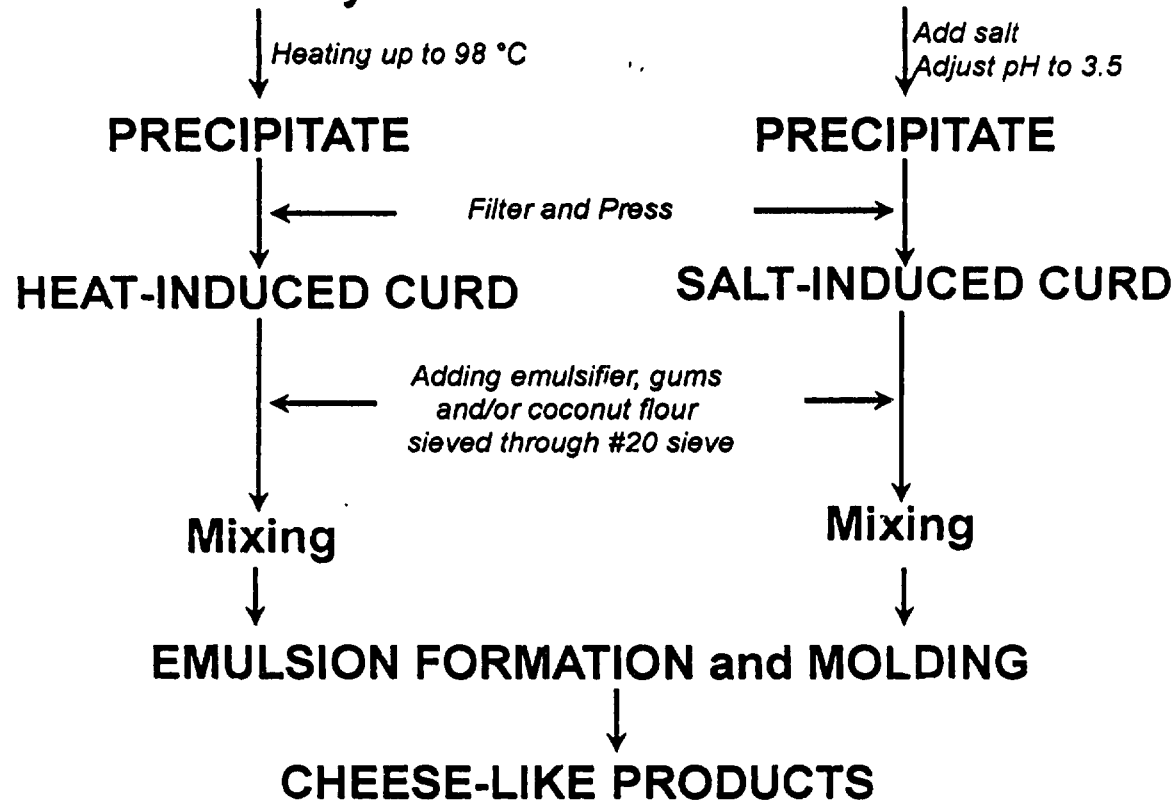 Heating up to 98 °C
Add salt
Adjust pH to 3.5
PRECIPITATE
PRECIPITATE
Filter and Press
HEAT-INDUCED CURD
SALT-INDUCED CURD
Adding emulsifier, gums
and/or coconut flour
sieved through #20 sieve
Mixing
Mixing
EMULSION FORMATION and MOLDING
CHEESE-LIKE PRODUCTS